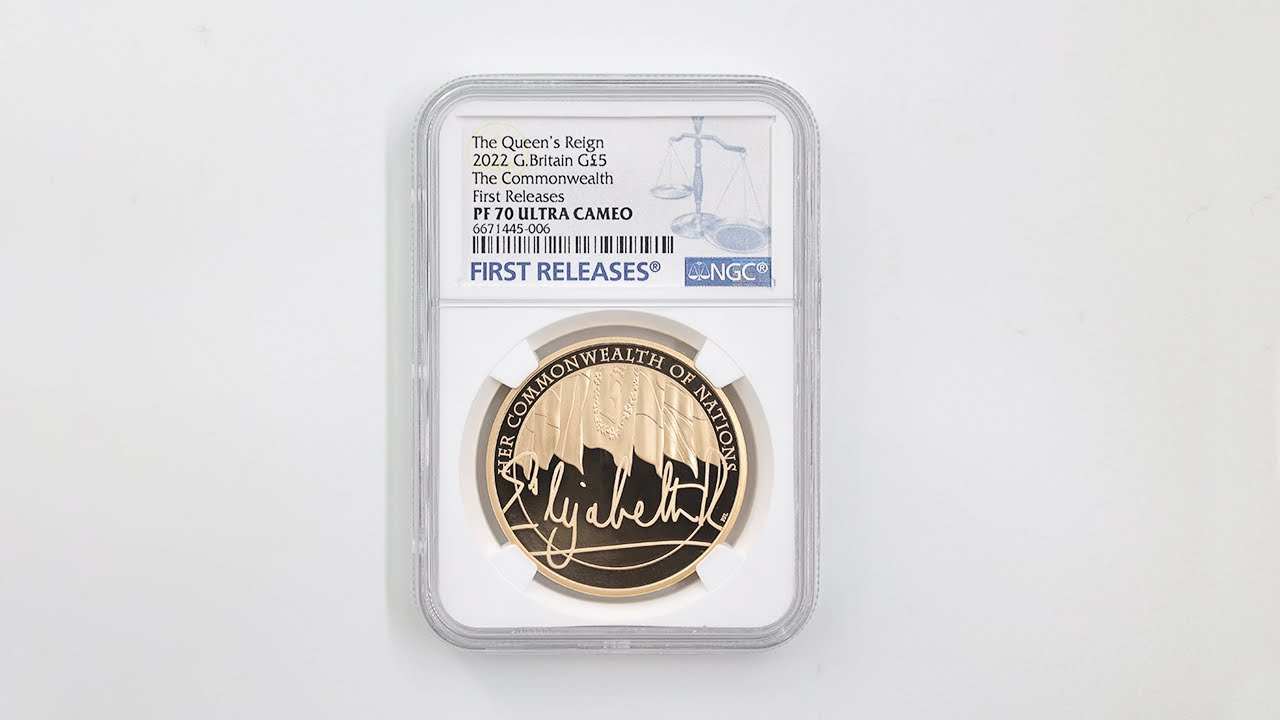 The Queen's Reign
2022 G.Britain G£5
The Commonwealth
First Releases
PF 70 ULTRA CAMEO
6671445-006
FIRST RELEASES®
NGC®
HER COMMONWEALTH OF NATIONS
Elizabeth R